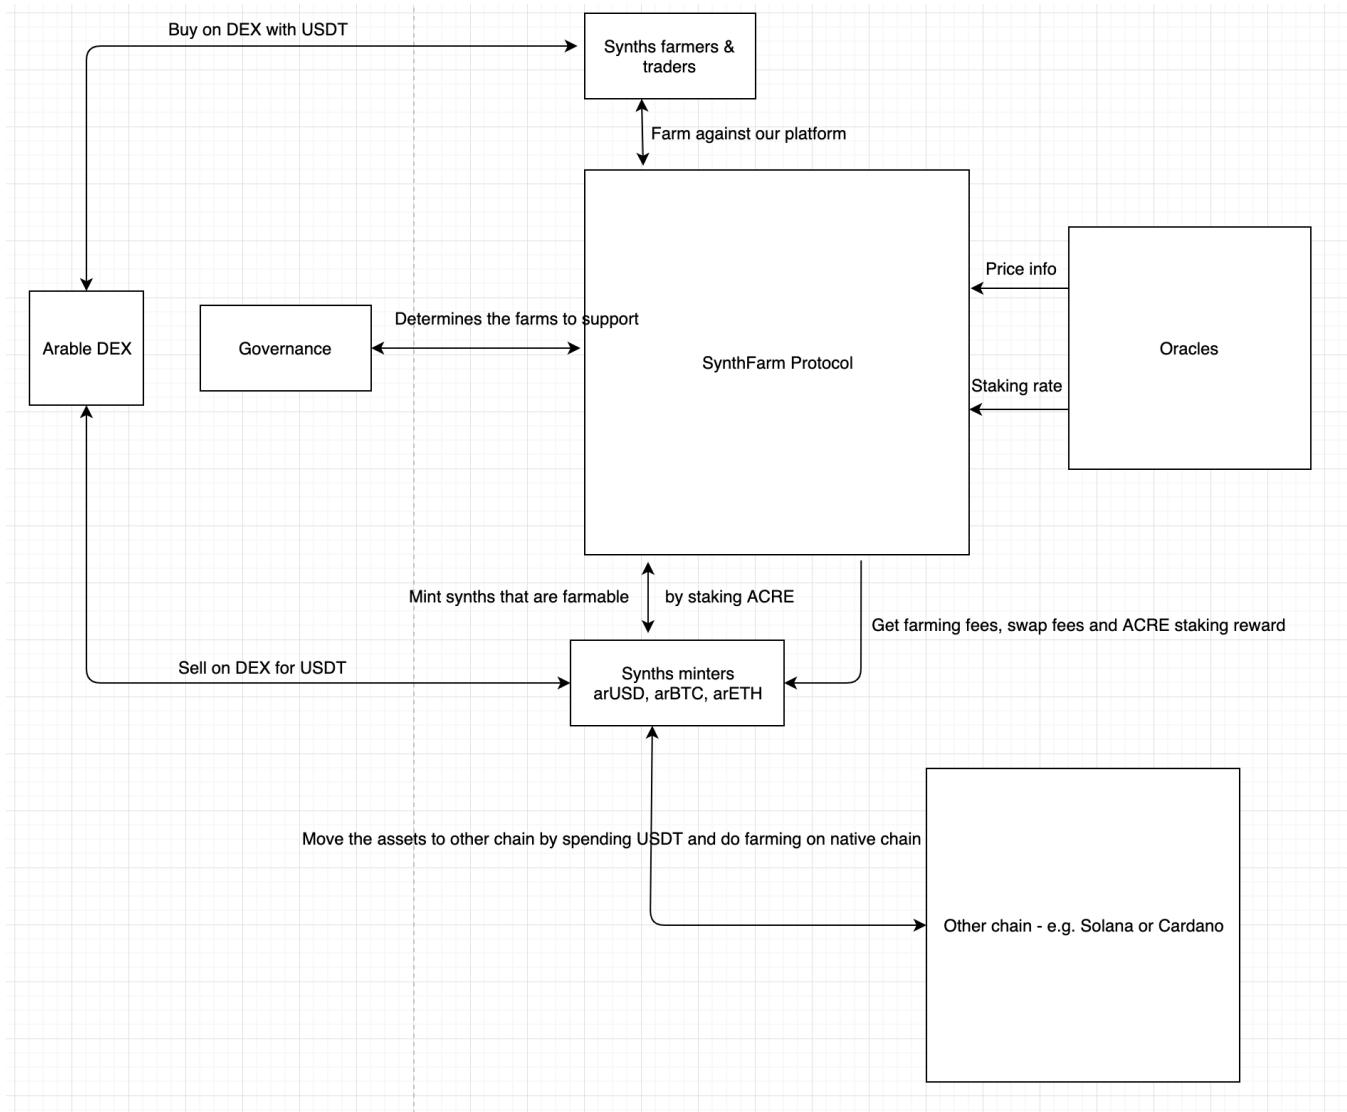 Buy on DEX with USDT
Synths farmers &
traders
Farm against our platform
Price info
Determines the farms to support
Arable DEX
Governance
SynthFarm Protocol
Oracles
Staking rate
Mint synths that are farmable
by staking ACRE
Get farming fees, swap fees and ACRE staking reward
Sell on DEX for USDT
Synths minters
arUSD, arBTC, arETH
Move the assets to other chain by spending USDT and do farming on native chain
Other chain - e.g. Solana or Cardano